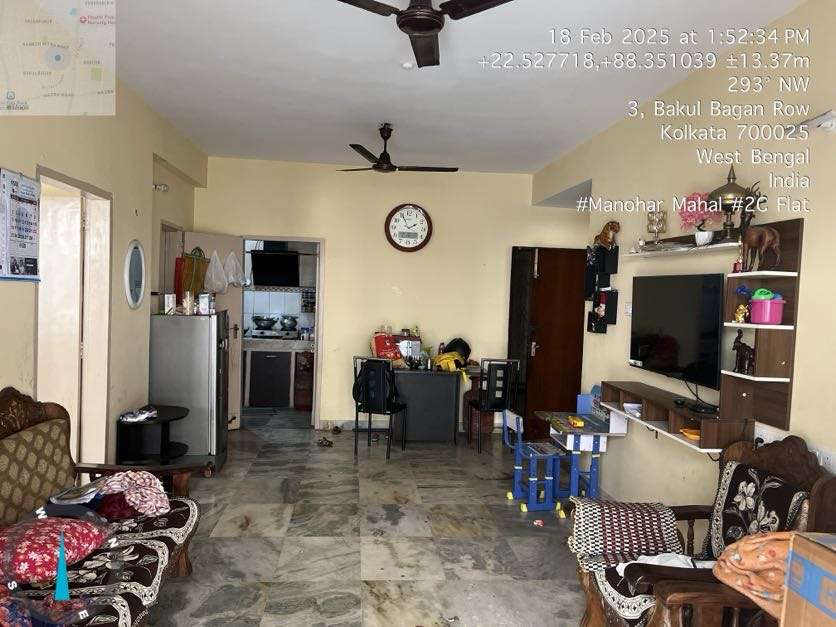 18 Feb 2025 at 1:52:34 PM
+22.527718,+88.351039 ±13.37m
293° NW
3, Bakul Bagan Row
Kolkata 700025
West Bengal
India
#Manohar Mahal #2C Flat